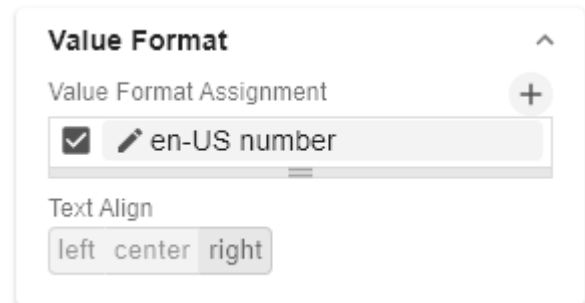 Value Format
Value Format Assignment
en-US number
Text Align
left center right